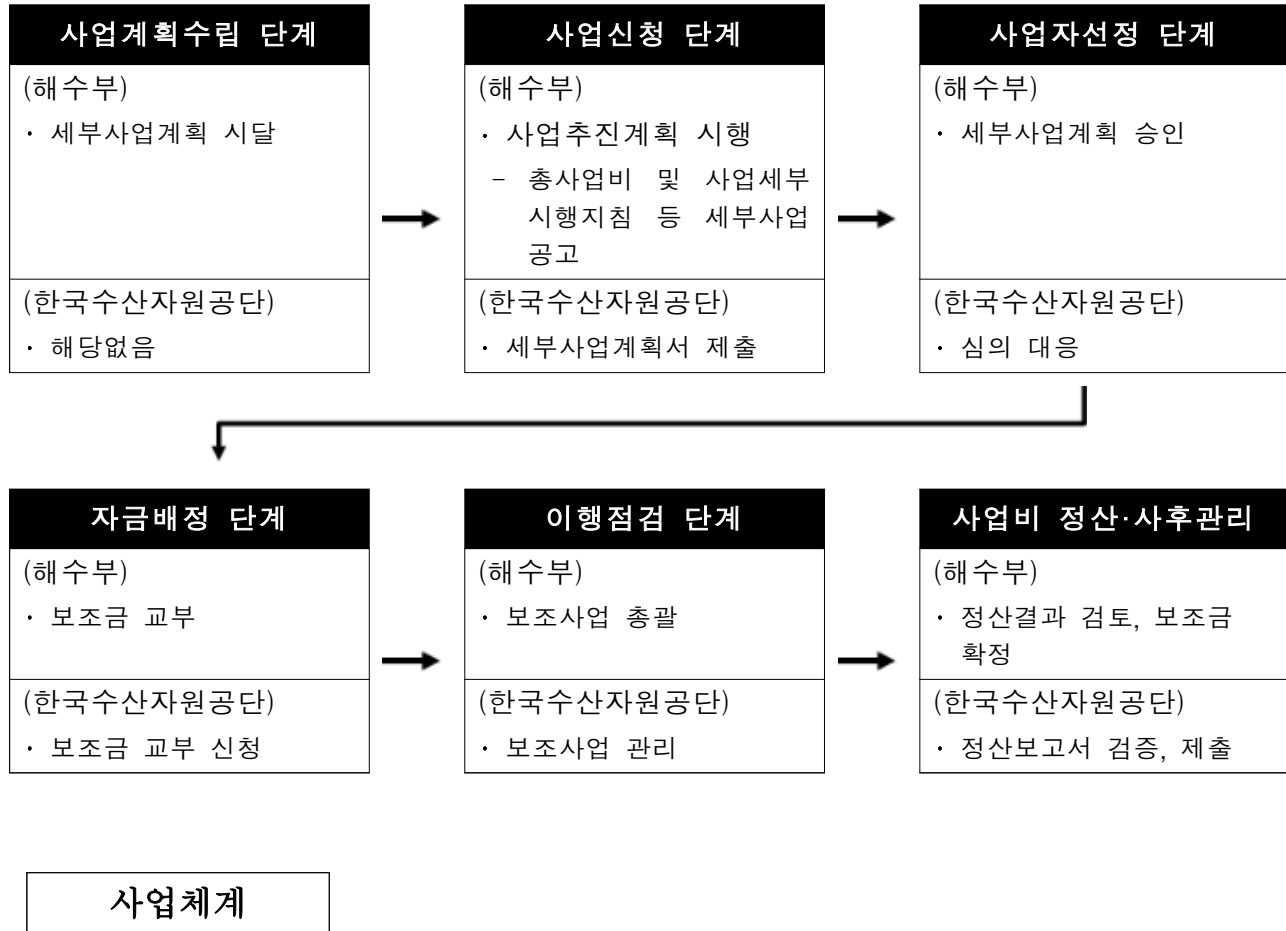 사업계획수립 단계
(해수부)
· 세부사업계획 시달
(한국수산자원공단)
· 해당없음
사업신청 단계
(해수부)
· 사업추진계획 시행
- 총사업비 및 사업세부
시행지침 등 세부사업
공고
(한국수산자원공단)
· 세부사업계획서 제출
사업자선정 단계
(해수부)
· 세부사업계획 승인
(한국수산자원공단)
· 심의 대응
자금배정 단계
(해수부)
· 보조금 교부
(한국수산자원공단)
· 보조금 교부 신청
이행점검 단계
(해수부)
· 보조사업 총괄
(한국수산자원공단)
· 보조사업 관리
사업비 정산·사후관리
(해수부)
· 정산결과 검토, 보조금
확정
(한국수산자원공단)
· 정산보고서 검증, 제출
사업체계